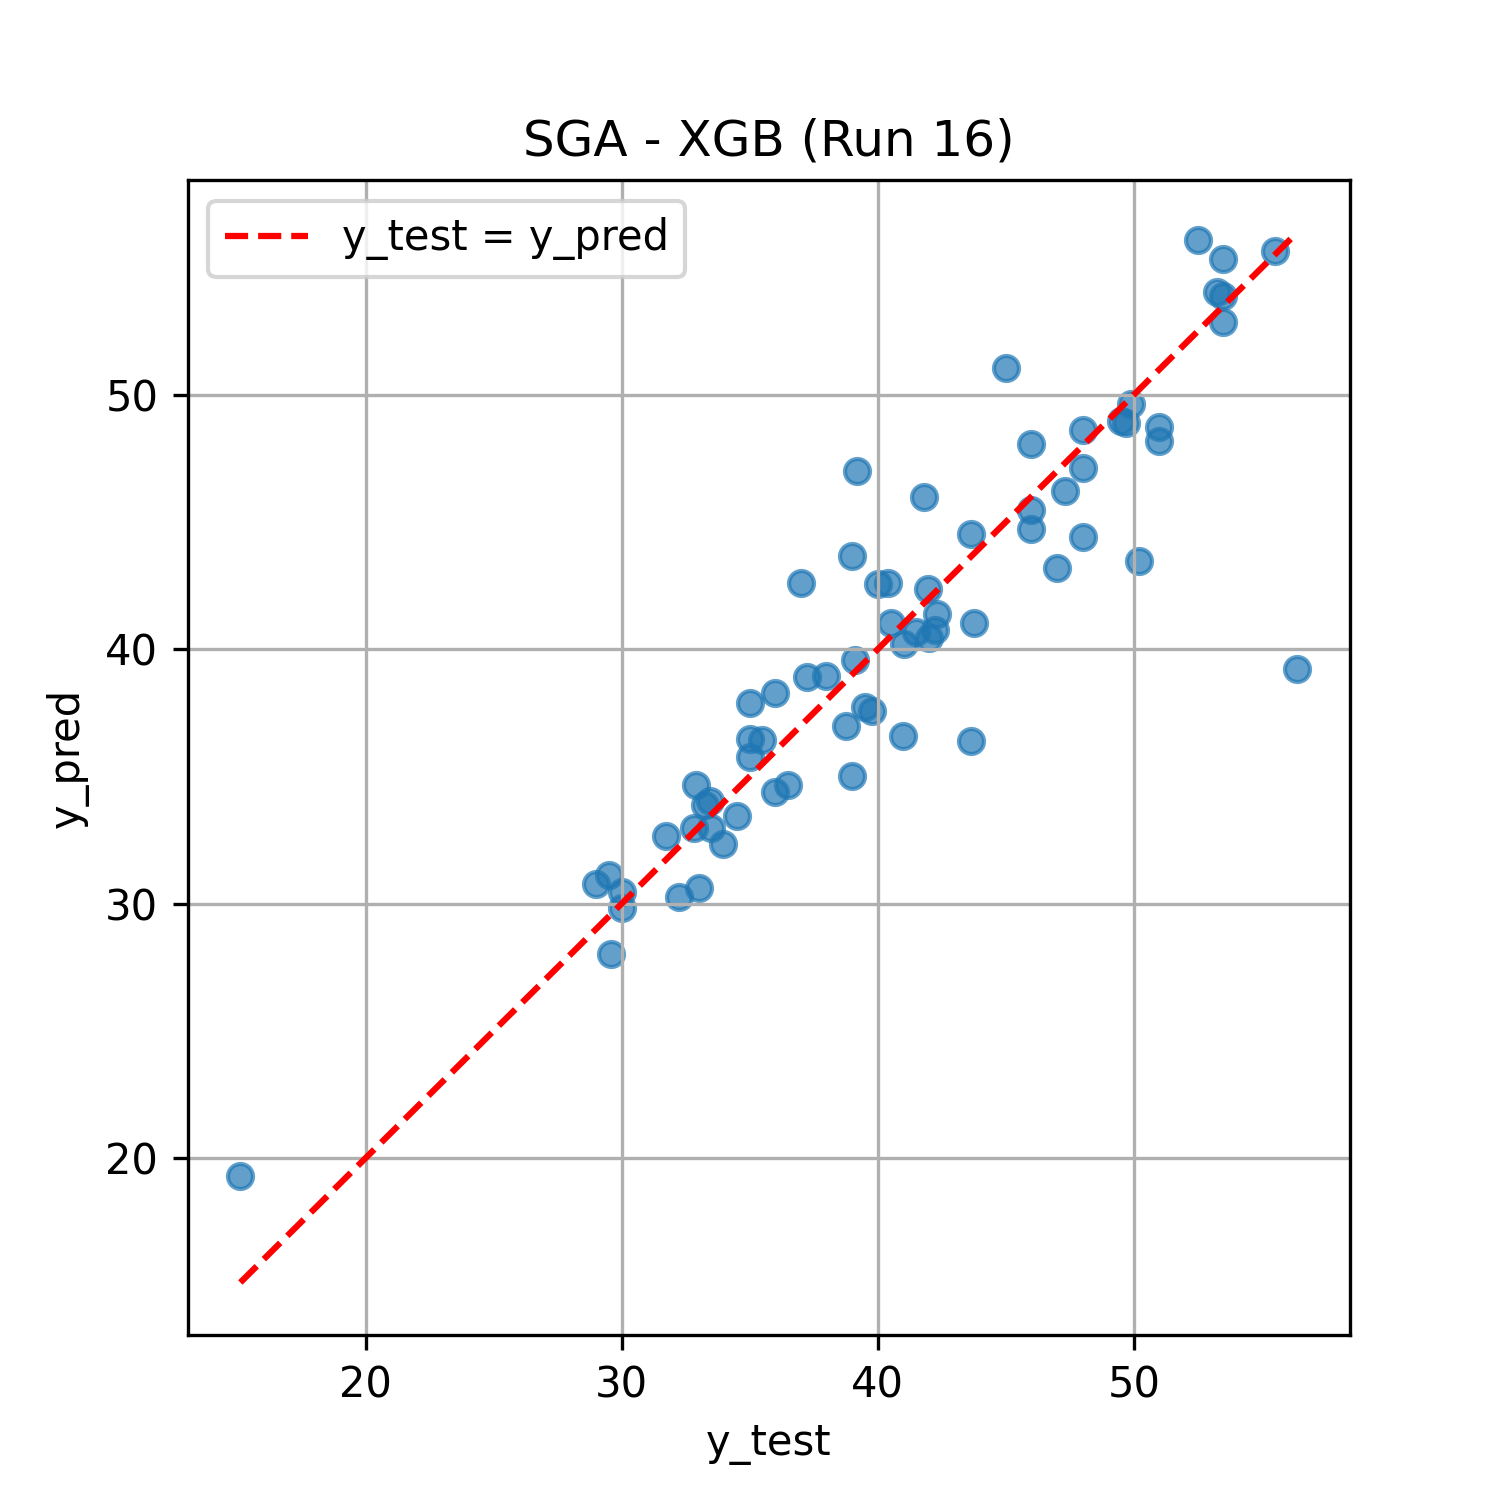 SGA - XGB (Run 16)
y_test = y_pred
50
40
30
20
y_pred
20 30 40 50
y_test